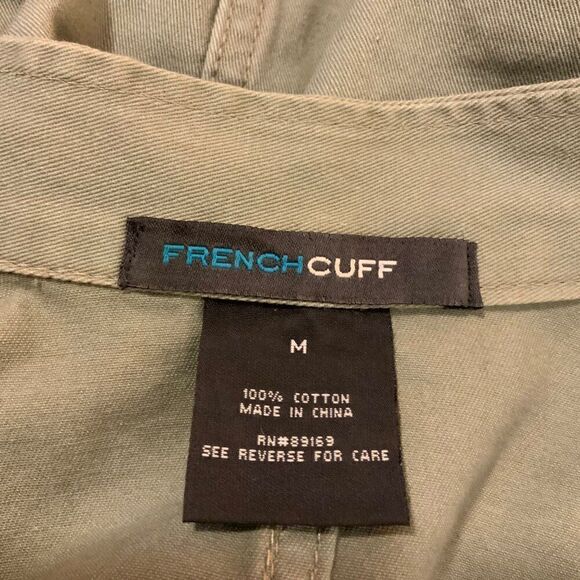 FRENCHCUFF
M
100% COTTON
MADE IN CHINA
RN#89169
SEE REVERSE FOR CARE